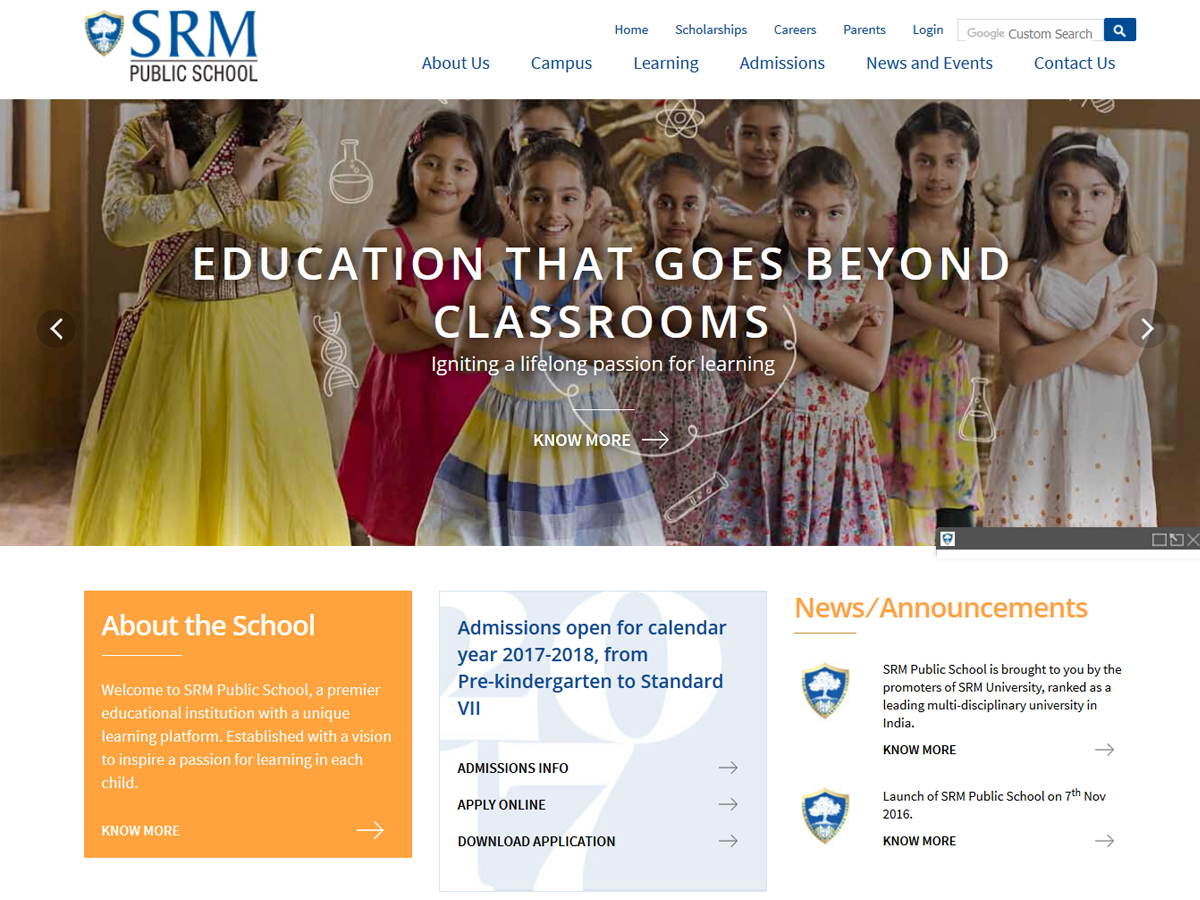 SRM
PUBLIC SCHOOL
Home Scholarships Careers Parents Login Google Custom Search
About Us Campus Learning Admissions News and Events Contact Us
EDUCATION THAT GOES BEYOND
CLASSROOMS
Igniting a lifelong passion for learning
KNOW MORE
About the School
Welcome to SRM Public School, a premier
educational institution with a unique
learning platform. Established with a vision
to inspire a passion for learning in each
child.
KNOW MORE
2017
Admissions open for calendar
year 2017-2018, from
Pre-kindergarten to Standard
VII
ADMISSIONS INFO
APPLY ONLINE
DOWNLOAD APPLICATION
News/Announcements
SRM Public School is brought to you by the
promoters of SRM University, ranked as a
leading multi-disciplinary university in
India.
KNOW MORE
Launch of SRM Public School on 7th Nov
2016.
KNOW MORE